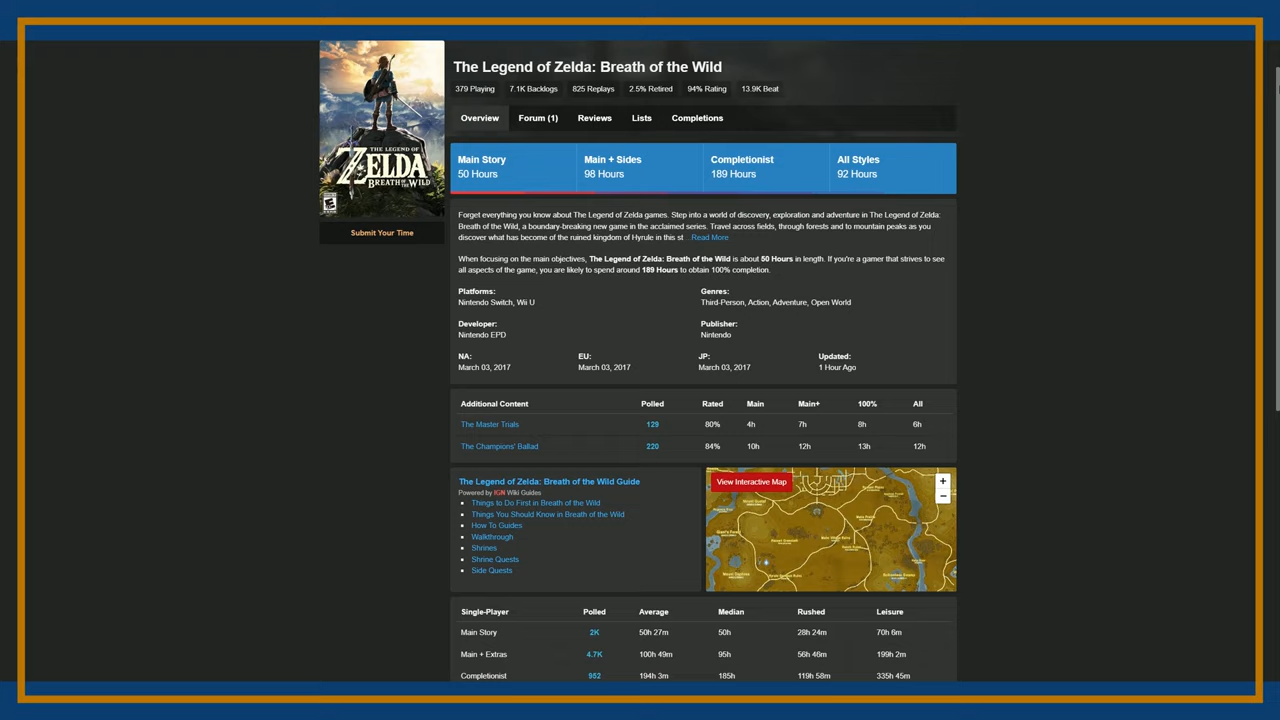 The Legend of Zelda: Breath of the Wild
379 Playing 7.1K Backlogs 825 Replays 2.5% Retired 94% Rating 13.9K Beat
Overview Forum (1) Reviews Lists Completions
THE LEGEND OF
ZELDA
BREATH OF THE WILD
Submit Your Time
Main Story Main + Sides Completionist All Styles
50 Hours 98 Hours 189 Hours 92 Hours
Forget everything you know about The Legend of Zelda games. Step into a world of discovery, exploration and adventure in The Legend of Zelda:
Breath of the Wild, a boundary-breaking new game in the acclaimed series. Travel across fields, through forests and to mountain peaks as you
discover what has become of the ruined kingdom of Hyrule in this st ...Read More
When focusing on the main objectives, The Legend of Zelda: Breath of the Wild is about 50 Hours in length. If you're a gamer that strives to see
all aspects of the game, you are likely to spend around 189 Hours to obtain 100% completion.
Platforms: Genres:
Nintendo Switch, Wii U Third-Person, Action, Adventure, Open World
Developer: Publisher:
Nintendo EPD Nintendo
NA: EU: JP: Updated:
March 03, 2017 March 03, 2017 March 03, 2017 1 Hour Ago
Additional Content Polled Rated Main Main+ 100% All
The Master Trials 129 80% 4h 7h 8h 6h
The Champions' Ballad 220 84% 10h 12h 13h 12h
The Legend of Zelda: Breath of the Wild Guide
Powered by IGN Wiki Guides
Things to Do First in Breath of the Wild
Things You Should Know in Breath of the Wild
How To Guides
Walkthrough
Shrines
Shrine Quests
Side Quests
View Interactive Map
+
−
Single-Player Polled Average Median Rushed Leisure
Main Story 2K 50h 27m 50h 28h 24m 70h 6m
Main + Extras 4.7K 100h 49m 95h 56h 46m 199h 2m
Completionist 952 194h 3m 185h 119h 58m 335h 45m